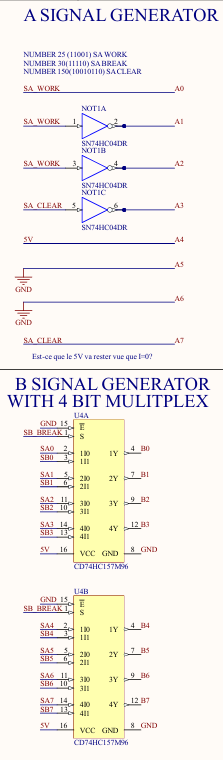 A SIGNAL GENERATOR
NUMBER 25 (11001) SA WORK
NUMBER 30(11110) SA BREAK
NUMBER 150(10010110) SA CLEAR
SA_WORK A0
NOT1A
SA_WORK 1 2 A1
SN74HC04DR
NOT1B
SA_WORK 3 4 A2
SN74HC04DR
NOT1C
SA_CLEAR 5 6 A3
SN74HC04DR
5V A4
A5
GND
A6
GND
SA_CLEAR A7
Est-ce que le 5V va rester vue que I=0?
B SIGNAL GENERATOR
WITH 4 BIT MULITPLEX
U4A
GND 15 E
SB_BREAK 1 S
SA0 2 1I0 1Y 4 B0
SB0 3 1I1
SA1 5 2I0 2Y 7 B1
SB1 6 2I1
SA2 11 3I0 3Y 9 B2
SB2 10 3I1
SA3 14 4I0 4Y 12 B3
SB3 13 4I1
5V 16 VCC GND 8 GND
CD74HC157M96
U4B
GND 15 E
SB_BREAK 1 S
SA4 2 1I0 1Y 4 B4
SB4 3 1I1
SA5 5 2I0 2Y 7 B5
SB5 6 2I1
SA6 11 3I0 3Y 9 B6
SB6 10 3I1
SA7 14 4I0 4Y 12 B7
SB7 13 4I1
5V 16 VCC GND 8 GND
CD74HC157M96